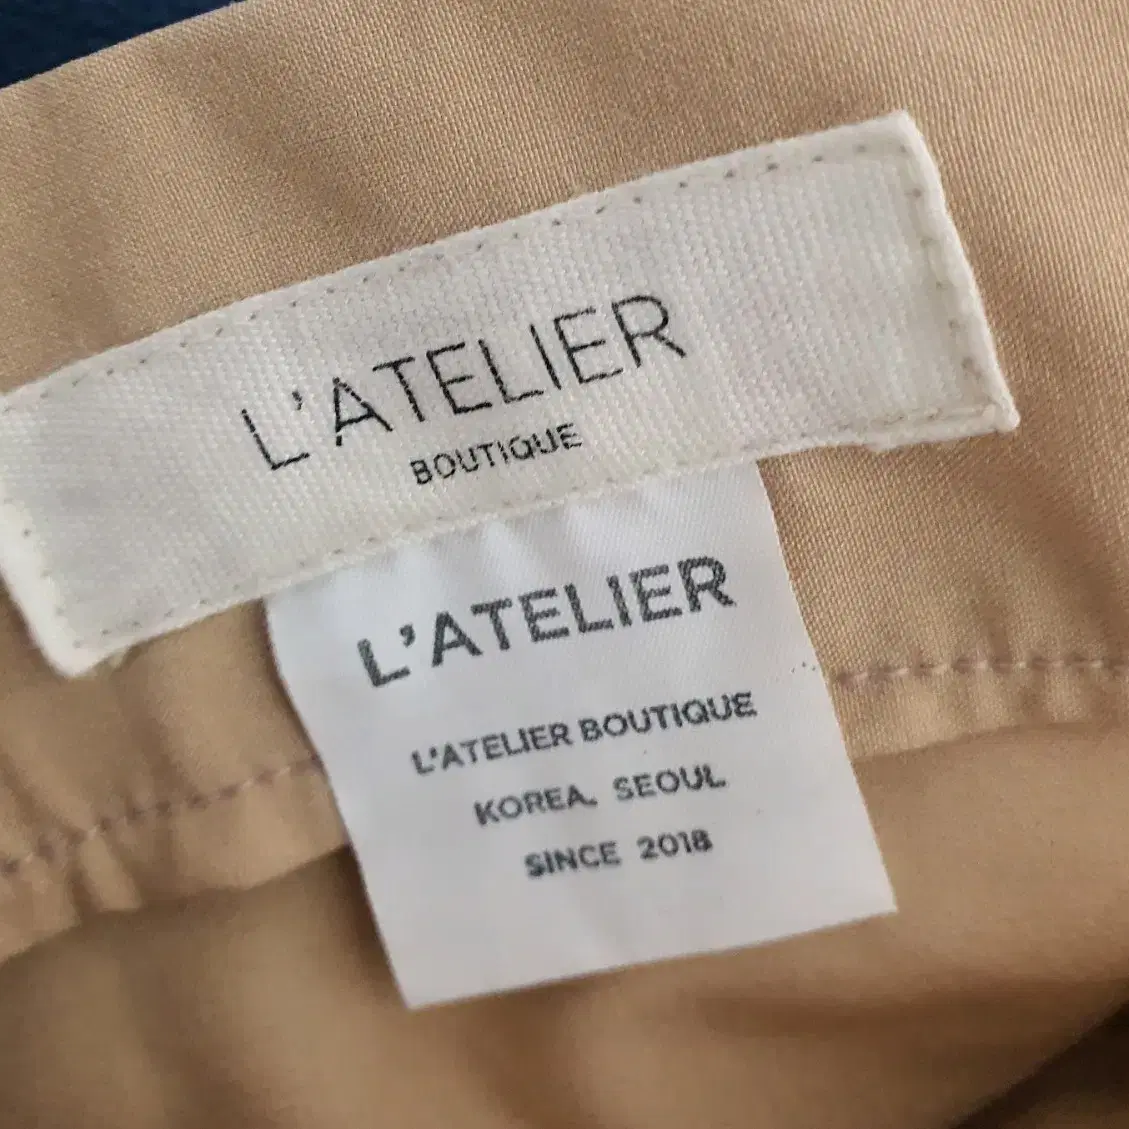 L'ATELIER
BOUTIQUE
L'ATELIER
L'ATELIER BOUTIQUE
KOREA. SEOUL
SINCE 2018